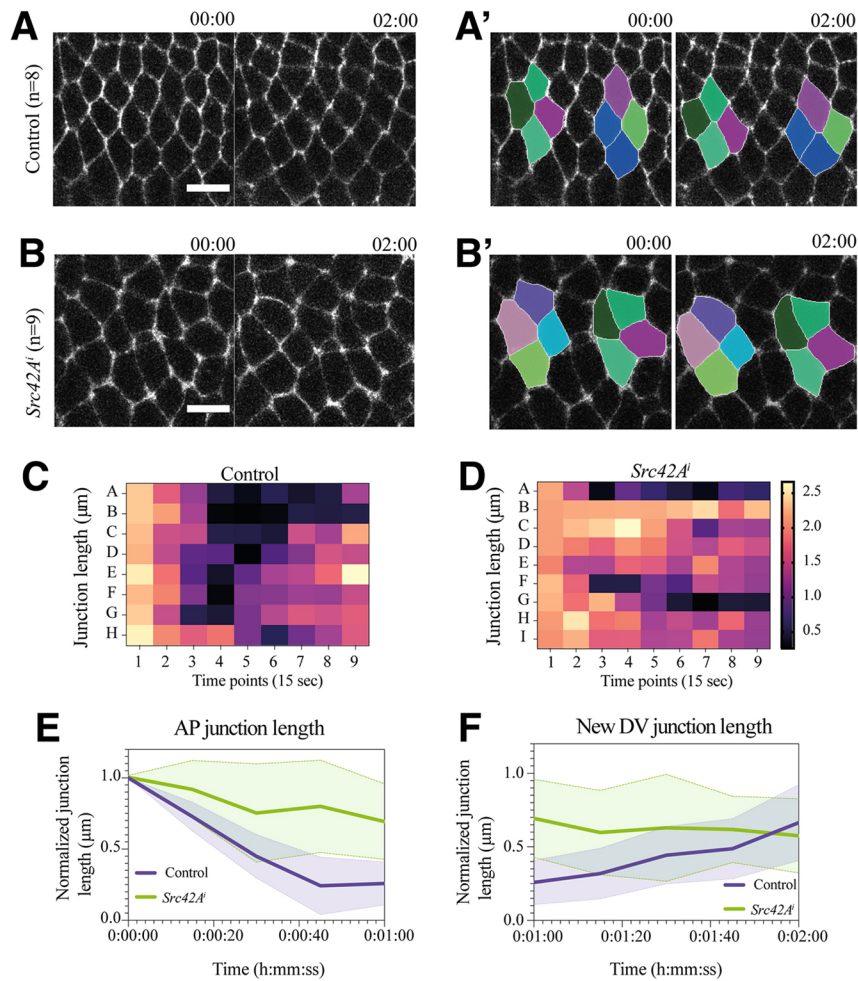 A 00:00 02:00 A' 00:00 02:00
Control (n=8)
B 00:00 02:00 B' 00:00 02:00
Src42Aⁱ (n=9)
C Control
Junction length (μm)
A
B
C
D
E
F
G
H
1 2 3 4 5 6 7 8 9
Time points (15 sec)
D Src42Aⁱ
Junction length (μm)
A
B
C
D
E
F
G
H
I
1 2 3 4 5 6 7 8 9
Time points (15 sec)
2.5
2.0
1.5
1.0
0.5
E AP junction length
Normalized junction
length (μm)
1.0
0.5
0.0
Control
Src42Aⁱ
0:00:00 0:00:20 0:00:40 0:01:00
Time (h:mm:ss)
F New DV junction length
Normalized junction
length (μm)
1.0
0.5
0.0
Control
Src42Aⁱ
0:01:00 0:01:20 0:01:40 0:02:00
Time (h:mm:ss)